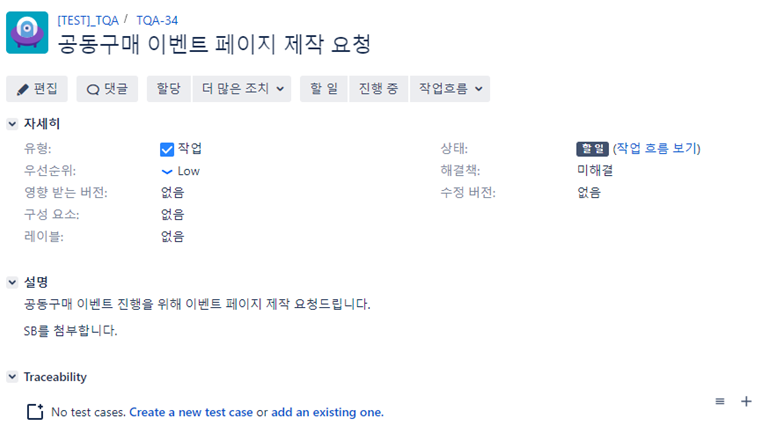 [TEST]_TQA / TQA-34
공동구매 이벤트 페이지 제작 요청
편집 댓글 할당 더 많은 조치 할 일 진행 중 작업흐름
자세히
유형: 작업 상태: 할 일 (작업 흐름 보기)
우선순위: Low 해결책: 미해결
영향 받는 버전: 없음 수정 버전: 없음
구성 요소: 없음
레이블: 없음
설명
공동구매 이벤트 진행을 위해 이벤트 페이지 제작 요청드립니다.
SB를 첨부합니다.
Traceability
No test cases. Create a new test case or add an existing one.